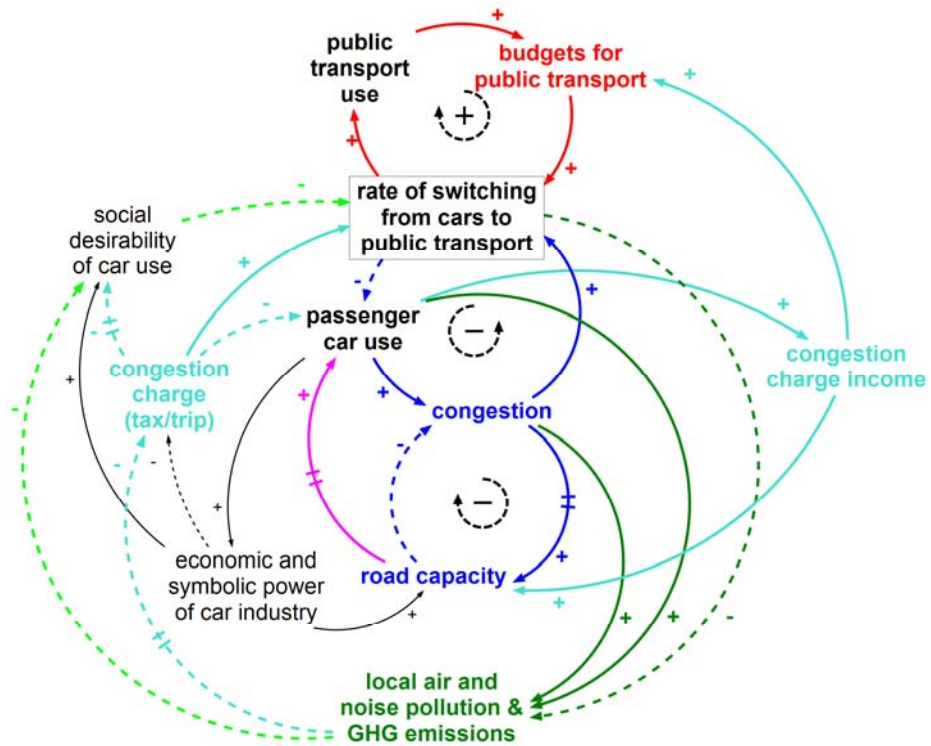 public
transport
use
+
budgets for
public transport
+
+
+
+
-
rate of switching
from cars to
public transport
social
desirability
of car use
+
-
-
+
+
passenger
car use
-
-
congestion
charge
(tax/trip)
+
congestion
charge income
+
+
congestion
-
-
-
-
+
economic and
symbolic power
of car industry
+
road capacity
+
+
+
+
+
-
local air and
noise pollution &
GHG emissions